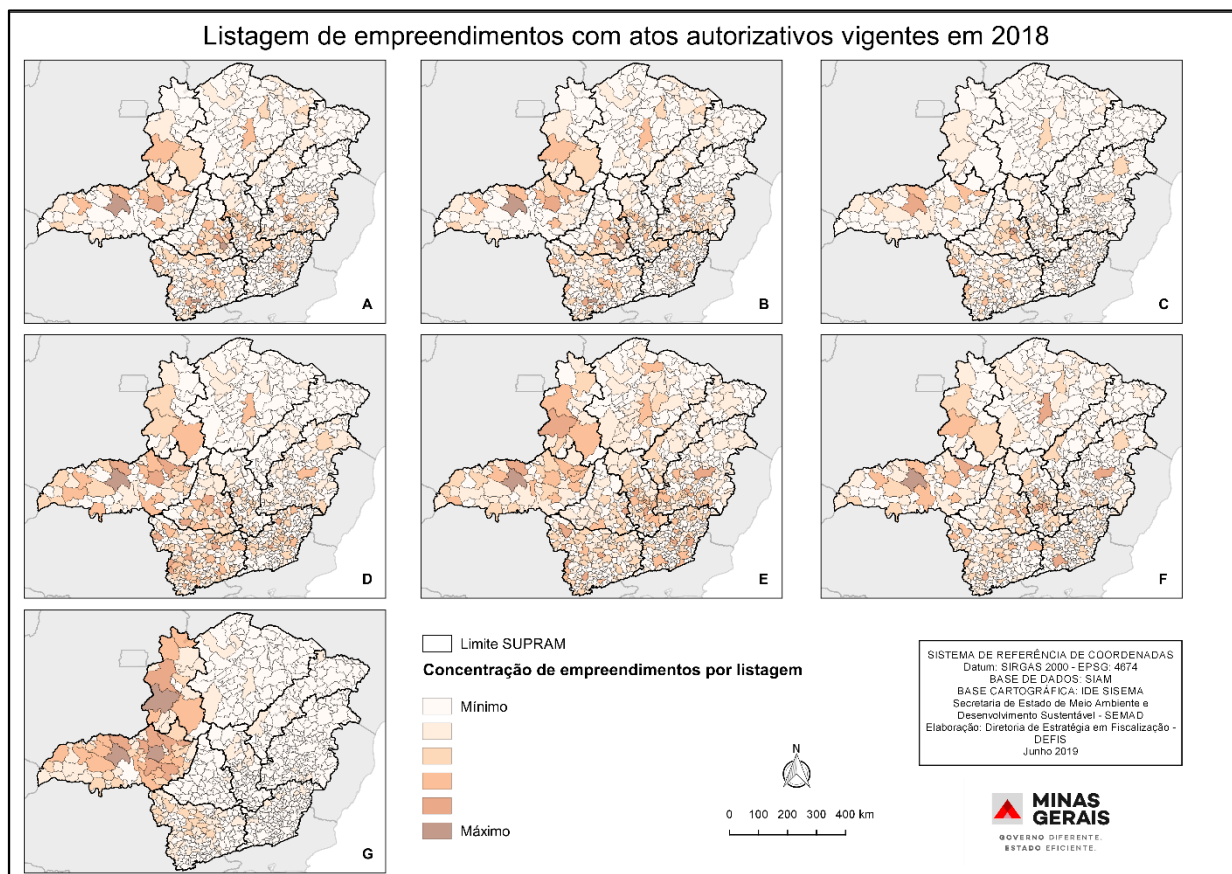 Listagem de empreendimentos com atos autorizativos vigentes em 2018
A
B
C
D
E
F
G
Limite SUPRAM
Concentração de empreendimentos por listagem
Mínimo
Máximo
N
0 100 200 300 400 km
SISTEMA DE REFERÊNCIA DE COORDENADAS
Datum: SIRGAS 2000 - EPSG: 4674
BASE DE DADOS: SIAM
BASE CARTOGRÁFICA: IDE SISEMA
Secretaria de Estado de Meio Ambiente e
Desenvolvimento Sustentável - SEMAD
Elaboração: Diretoria de Estratégia em Fiscalização -
DEFIS
Junho 2019
MINAS
GERAIS
GOVERNO DIFERENTE.
ESTADO EFICIENTE.